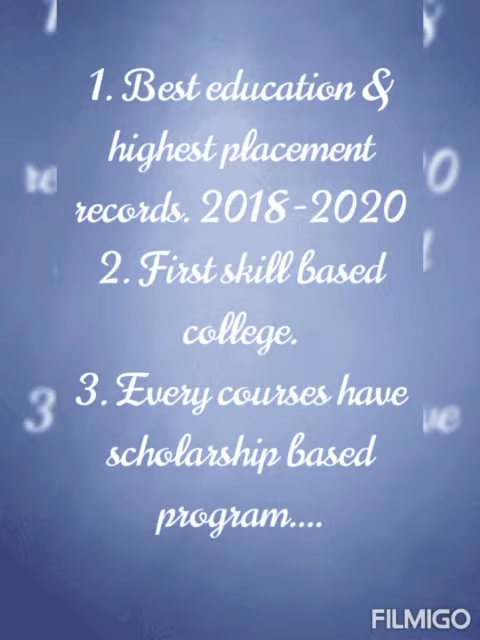 1. Best education &
highest placement
records. 2018-2020
2. First skill based
college.
3. Every courses have
scholarship based
program....
FILMIGO